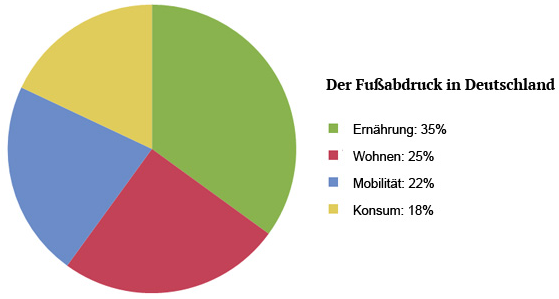 Der Fußabdruck in Deutschland
Ernährung: 35%
Wohnen: 25%
Mobilität: 22%
Konsum: 18%